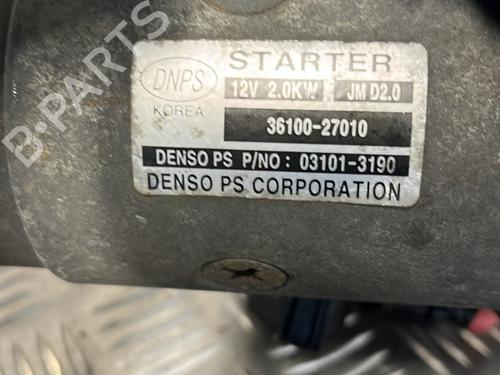 B-PARTS
STARTER
DNPS
12V 2.0KW JM D2.0
KOREA
36100-27010
DENSO PS P/NO: 03101-3190
DENSO PS CORPORATION